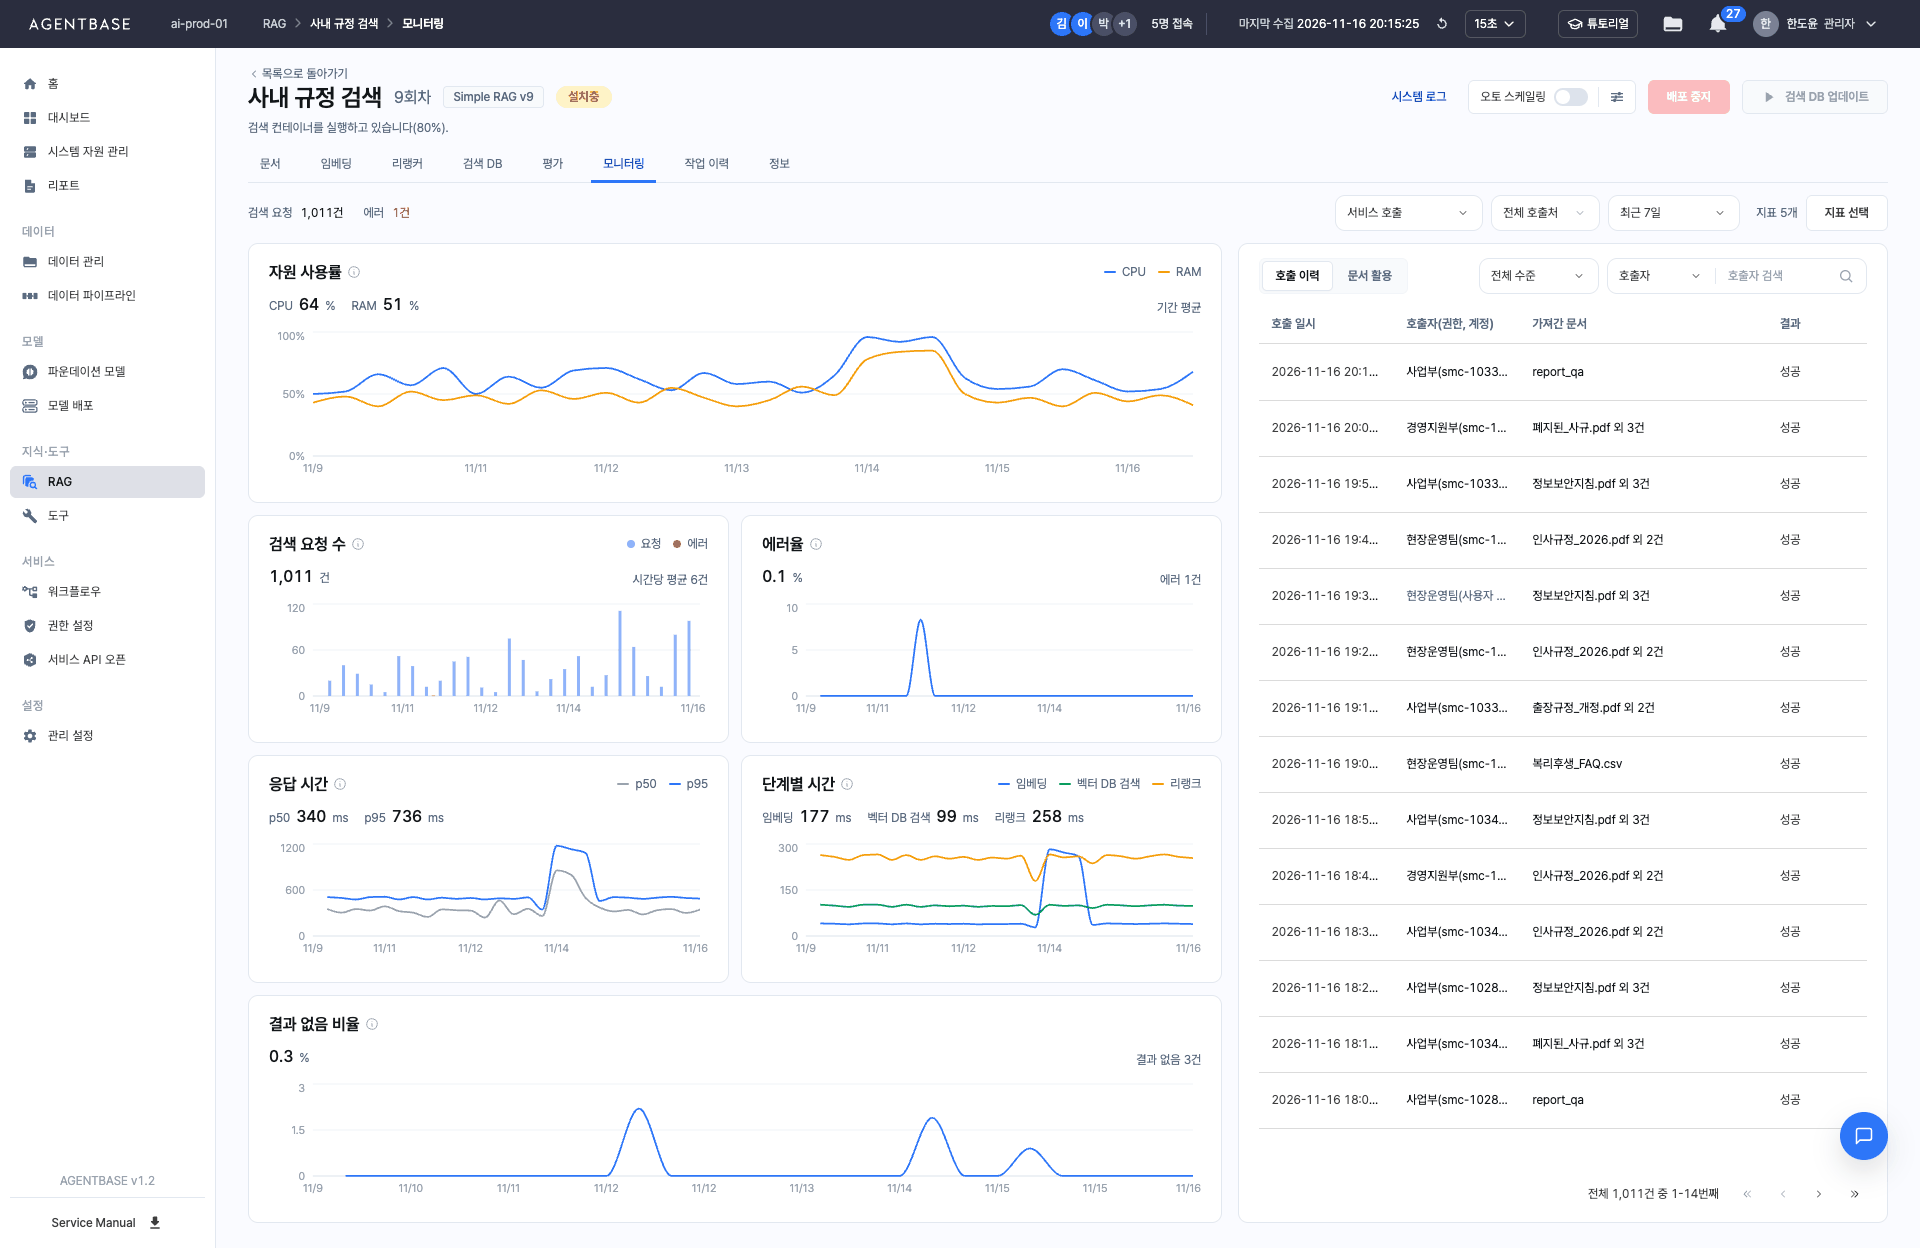 AGENTBASE
ai-prod-01
RAG
사내 규정 검색
모니터링
김
이
박
+1
5명 접속
마지막 수집 2026-11-16 20:15:25
15초
튜토리얼
27
한
한도윤 관리자
홈
대시보드
시스템 자원 관리
리포트
데이터
데이터 관리
데이터 파이프라인
모델
파운데이션 모델
모델 배포
지식·도구
RAG
도구
서비스
워크플로우
권한 설정
서비스 API 오픈
설정
관리 설정
AGENTBASE v1.2
Service Manual
목록으로 돌아가기
사내 규정 검색 9회차 Simple RAG v9 설치중
검색 컨테이너를 실행하고 있습니다(80%).
시스템 로그
오토 스케일링
배포 중지
검색 DB 업데이트
문서 임베딩 리랭커 검색 DB 평가 모니터링 작업 이력 정보
검색 요청 1,011건 에러 1건
서비스 호출
전체 호출처
최근 7일
지표 5개
지표 선택
자원 사용률
CPU RAM
CPU 64 % RAM 51 %
기간 평균
100%
50%
0%
11/9 11/11 11/12 11/13 11/14 11/15 11/16
검색 요청 수
요청 에러
1,011 건
시간당 평균 6건
120
60
0
11/9 11/11 11/12 11/14 11/16
에러율
0.1 %
에러 1건
10
5
0
11/9 11/11 11/12 11/14 11/16
응답 시간
p50 p95
p50 340 ms p95 736 ms
1200
600
0
11/9 11/11 11/12 11/14 11/16
단계별 시간
임베딩 벡터 DB 검색 리랭크
임베딩 177 ms 벡터 DB 검색 99 ms 리랭크 258 ms
300
150
0
11/9 11/11 11/12 11/14 11/16
결과 없음 비율
0.3 %
결과 없음 3건
3
1.5
0
11/9 11/10 11/11 11/12 11/12 11/13 11/14 11/15 11/15 11/16
호출 이력 문서 활용
전체 수준
호출자
호출자 검색
호출 일시 호출자(권한, 계정) 가져간 문서 결과
2026-11-16 20:1... 사업부(smc-1033... report_qa 성공
2026-11-16 20:0... 경영지원부(smc-1... 폐지된_사규.pdf 외 3건 성공
2026-11-16 19:5... 사업부(smc-1033... 정보보안지침.pdf 외 3건 성공
2026-11-16 19:4... 현장운영팀(smc-1... 인사규정_2026.pdf 외 2건 성공
2026-11-16 19:3... 현장운영팀(사용자 ... 정보보안지침.pdf 외 3건 성공
2026-11-16 19:2... 현장운영팀(smc-1... 인사규정_2026.pdf 외 2건 성공
2026-11-16 19:1... 사업부(smc-1033... 출장규정_개정.pdf 외 2건 성공
2026-11-16 19:0... 현장운영팀(smc-1... 복리후생_FAQ.csv 성공
2026-11-16 18:5... 사업부(smc-1034... 정보보안지침.pdf 외 3건 성공
2026-11-16 18:4... 경영지원부(smc-1... 인사규정_2026.pdf 외 2건 성공
2026-11-16 18:3... 사업부(smc-1034... 인사규정_2026.pdf 외 2건 성공
2026-11-16 18:2... 사업부(smc-1028... 정보보안지침.pdf 외 3건 성공
2026-11-16 18:1... 사업부(smc-1034... 폐지된_사규.pdf 외 3건 성공
2026-11-16 18:0... 사업부(smc-1028... report_qa 성공
전체 1,011건 중 1-14번째